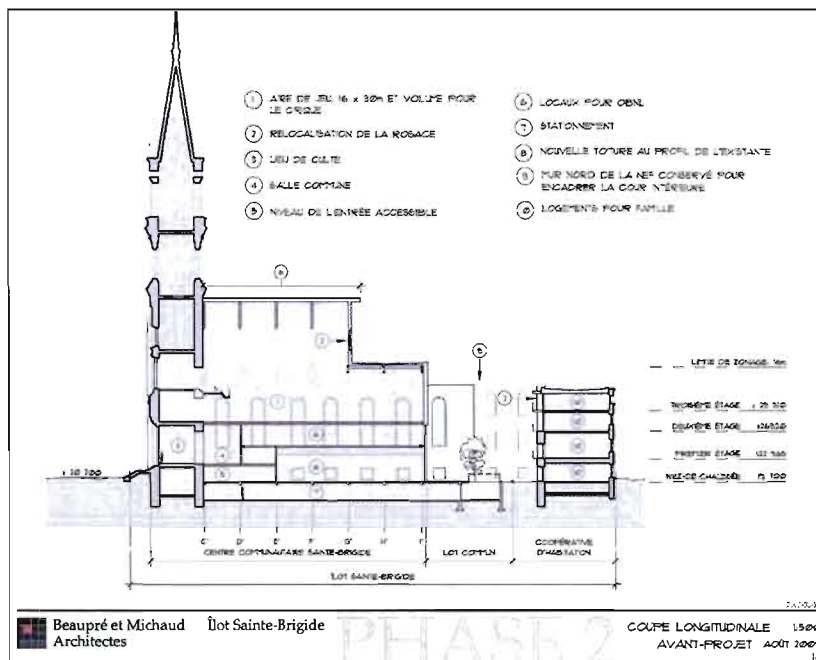 1 AIRE DE JEU 16 x 30m ET VOLUME POUR
LE CIRQUE
2 RELOCALISATION DE LA ROSACE
3 LIEU DE CULTE
4 SALLE COMMUNE
5 NIVEAU DE L'ENTRÉE ACCESSIBLE
6 LOCAUX POUR OBNL
7 STATIONNEMENT
8 NOUVELLE TOITURE AU PROFIL DE L'EXISTANTE
9 MUR NORD DE LA NEF CONSERVÉ POUR
ENCADRER LA COUR INTÉRIEURE
LOGEMENTS POUR FAMILLE
LIMITE DE ZONAGE
TROISIÈME ÉTAGE
DEUXIÈME ÉTAGE
PREMIER ÉTAGE
REZ-DE-CHAUSSÉE
C' D' E' F' G' H' I'
CENTRE COMMUNAUTAIRE SAINTE-BRIGIDE
LOT COMMUN
COOPÉRATIVE
D'HABITATION
ÎLOT SAINTE-BRIGIDE
Beaupré et Michaud
Architectes
Îlot Sainte-Brigide
PHASE 2
COUPE LONGITUDINALE
AVANT-PROJET AOÛT